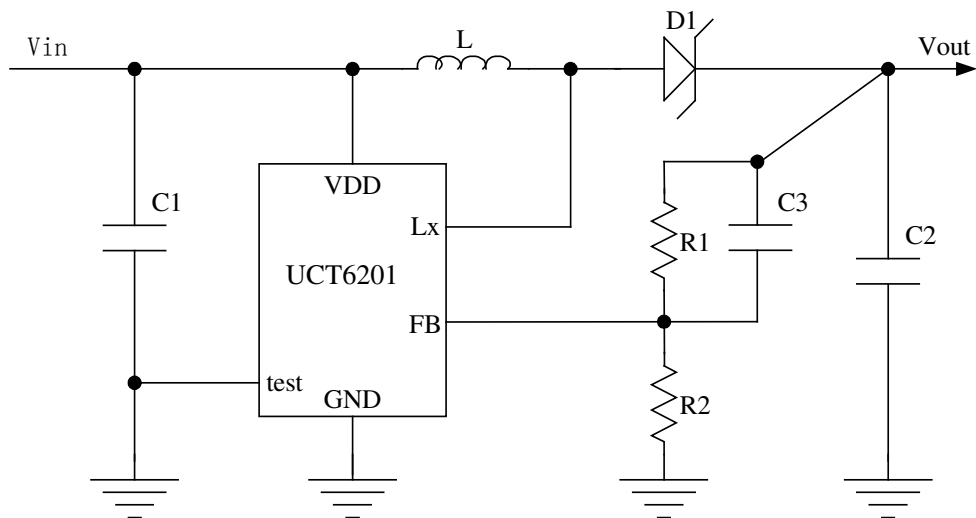 Vin
L
D1
Vout
VDD
C1
Lx
C3
R1
C2
UCT6201
FB
test
GND
R2